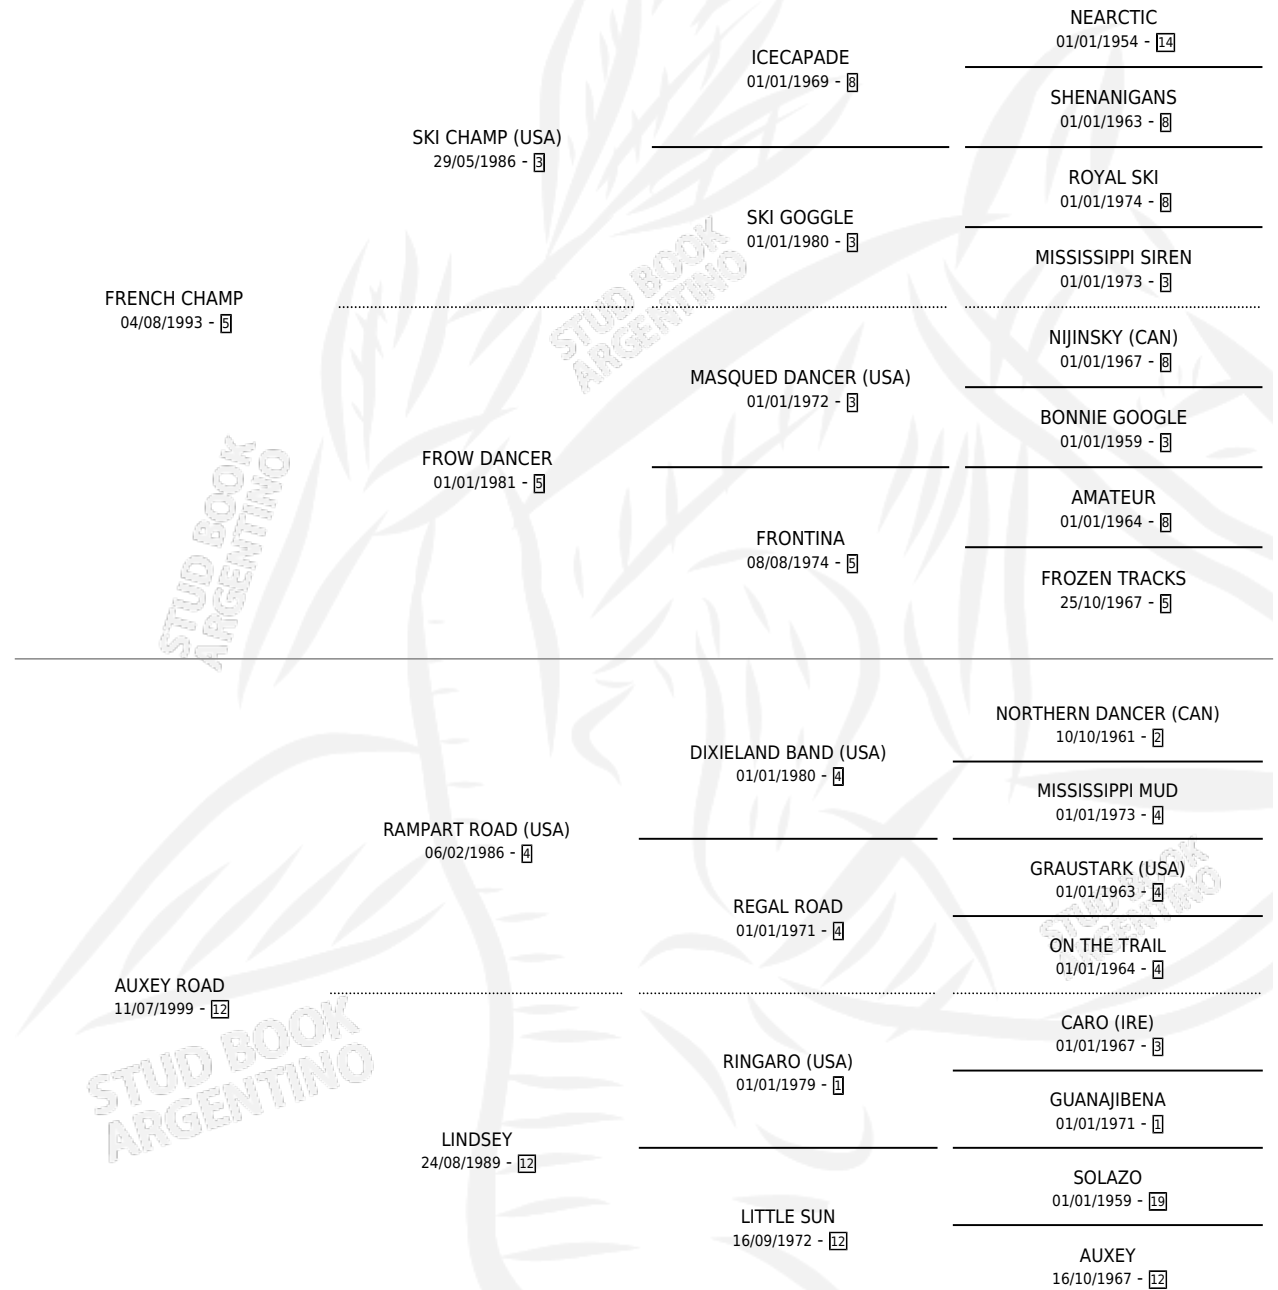 NEARCTIC
01/01/1954 - 14
ICECAPADE
01/01/1969 - 8
SHENANIGANS
01/01/1963 - 8
SKI CHAMP (USA)
29/05/1986 - 3
ROYAL SKI
01/01/1974 - 8
SKI GOGGLE
01/01/1980 - 3
MISSISSIPPI SIREN
01/01/1973 - 3
FRENCH CHAMP
04/08/1993 - 5
NIJINSKY (CAN)
01/01/1967 - 8
MASQUED DANCER (USA)
01/01/1972 - 3
BONNIE GOOGLE
01/01/1959 - 3
FROW DANCER
01/01/1981 - 5
AMATEUR
01/01/1964 - 8
FRONTINA
08/08/1974 - 5
FROZEN TRACKS
25/10/1967 - 5
NORTHERN DANCER (CAN)
10/10/1961 - 2
DIXIELAND BAND (USA)
01/01/1980 - 4
MISSISSIPPI MUD
01/01/1973 - 4
RAMPART ROAD (USA)
06/02/1986 - 4
GRAUSTARK (USA)
01/01/1963 - 4
REGAL ROAD
01/01/1971 - 4
ON THE TRAIL
01/01/1964 - 4
AUXEY ROAD
11/07/1999 - 12
CARO (IRE)
01/01/1967 - 3
RINGARO (USA)
01/01/1979 - 1
GUANAJIBENA
01/01/1971 - 1
LINDSEY
24/08/1989 - 12
SOLAZO
01/01/1959 - 19
LITTLE SUN
16/09/1972 - 12
AUXEY
16/10/1967 - 12
STUD BOOK
ARGENTINO
STUD BOOK
ARGENTINO
STUD BOOK
ARGENTINO
STUD BOOK
ARGENTINO